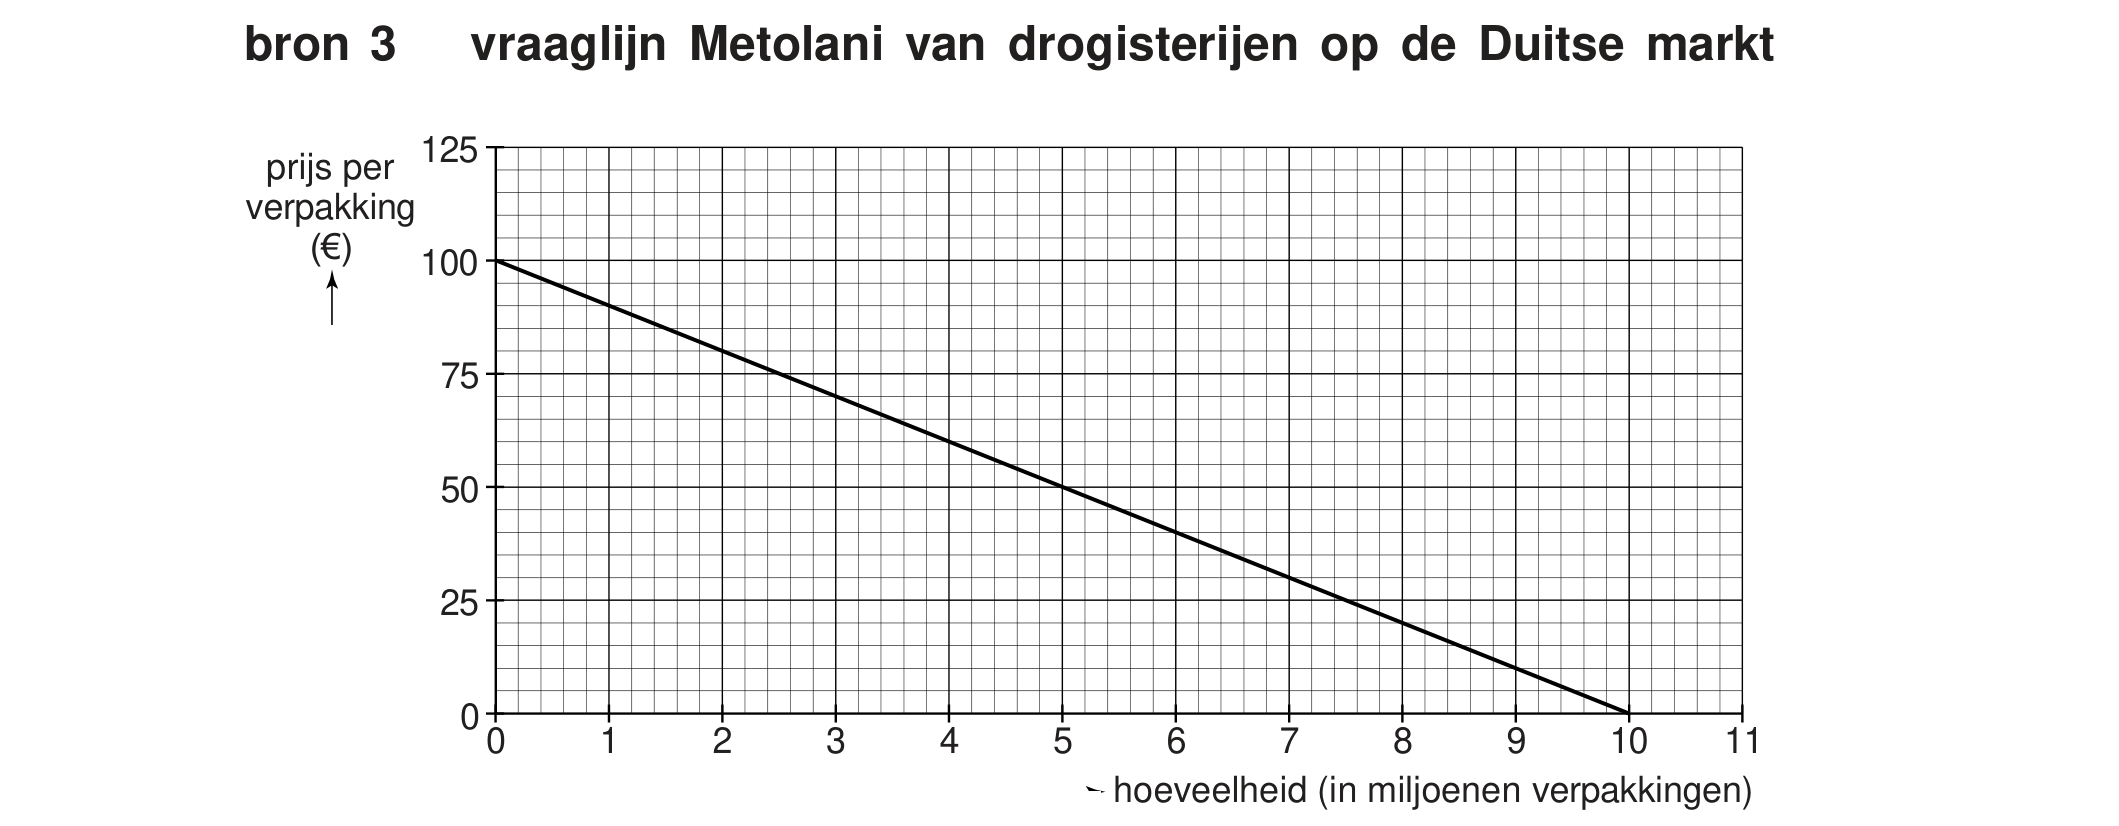 bron 3 vraaglijn Metolani van drogisterijen op de Duitse markt
prijs per
verpakking
(€)
125
100
75
50
25
0
0 1 2 3 4 5 6 7 8 9 10 11
hoeveelheid (in miljoenen verpakkingen)